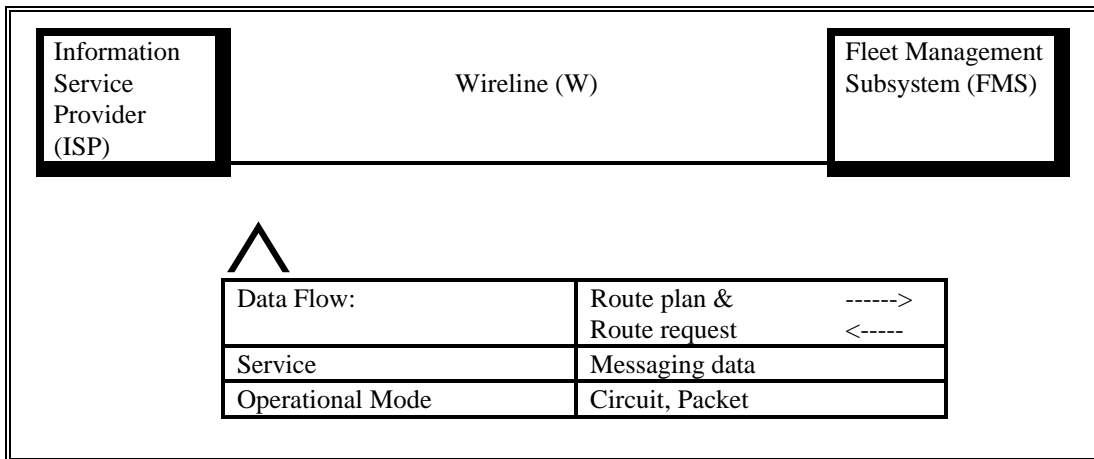 Information
Service
Provider
(ISP)
Wireline (W)
Fleet Management
Subsystem (FMS)
Data Flow:
Route plan & ------>
Route request <-----
Service
Messaging data
Operational Mode
Circuit, Packet